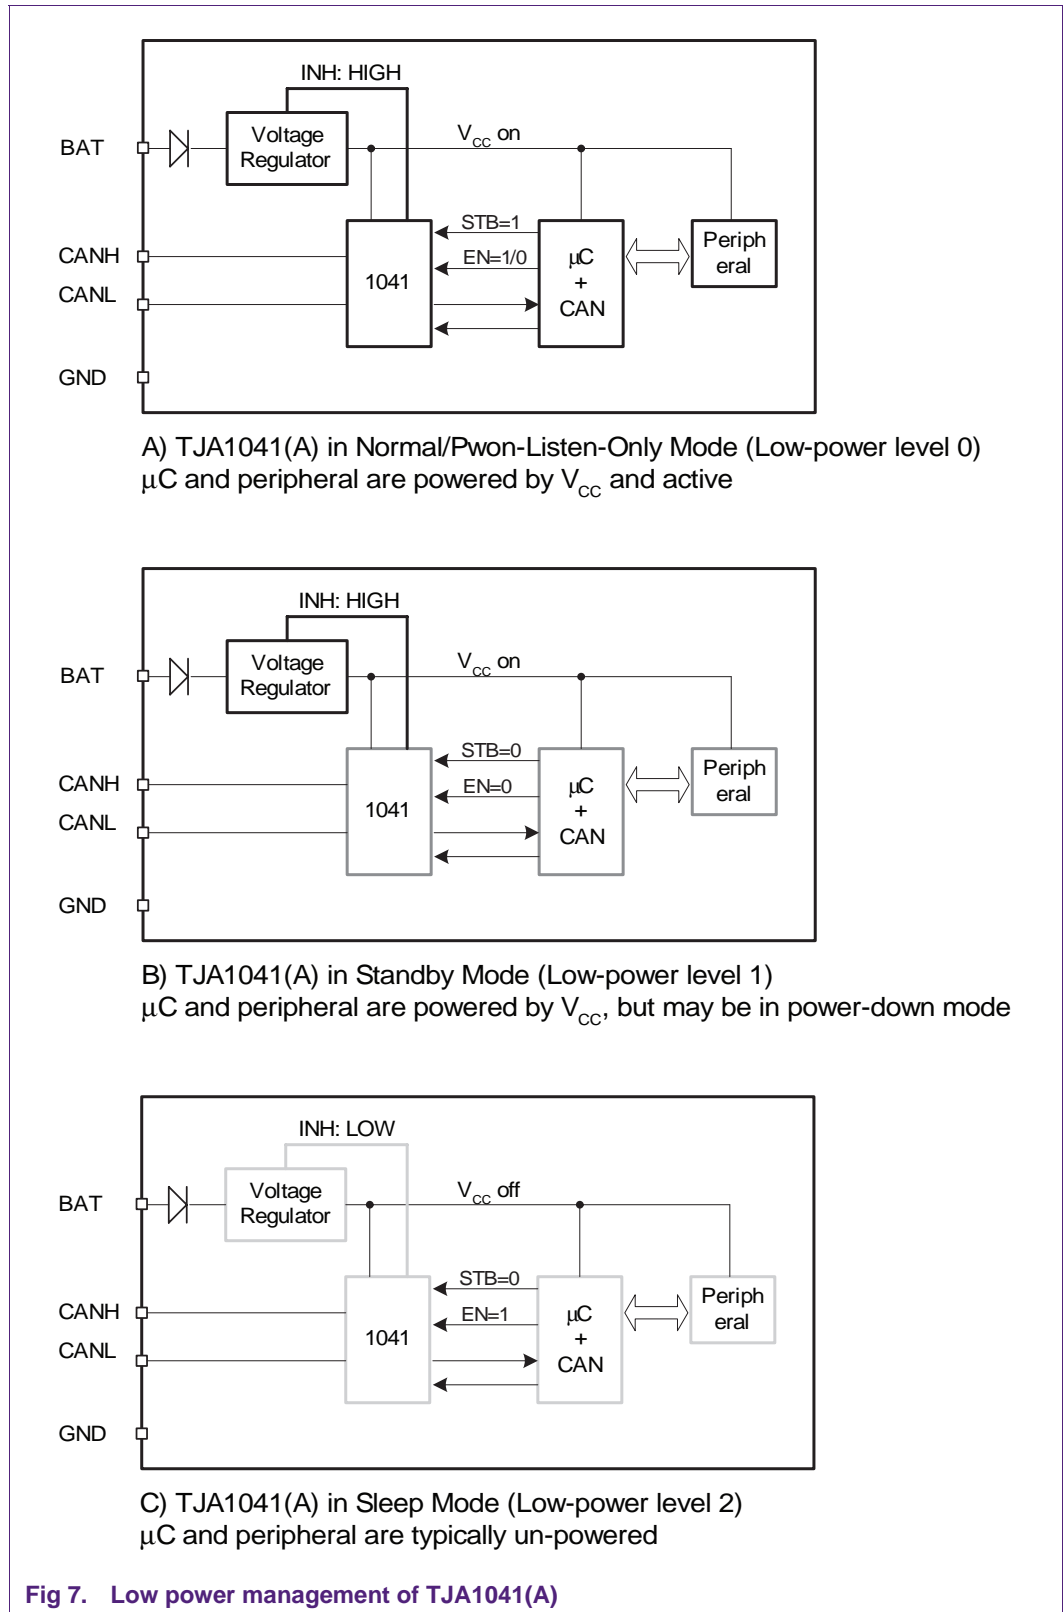 INH: HIGH
BAT
Voltage
Regulator
VCC on
CANH
CANL
GND
1041
STB=1
EN=1/0
μC
+
CAN
Periph
eral
A) TJA1041(A) in Normal/Pwon-Listen-Only Mode (Low-power level 0)
μC and peripheral are powered by VCC and active
INH: HIGH
BAT
Voltage
Regulator
VCC on
CANH
CANL
GND
1041
STB=0
EN=0
μC
+
CAN
Periph
eral
B) TJA1041(A) in Standby Mode (Low-power level 1)
μC and peripheral are powered by VCC, but may be in power-down mode
INH: LOW
BAT
Voltage
Regulator
VCC off
CANH
CANL
GND
1041
STB=0
EN=1
μC
+
CAN
Periph
eral
C) TJA1041(A) in Sleep Mode (Low-power level 2)
μC and peripheral are typically un-powered
Fig 7. Low power management of TJA1041(A)